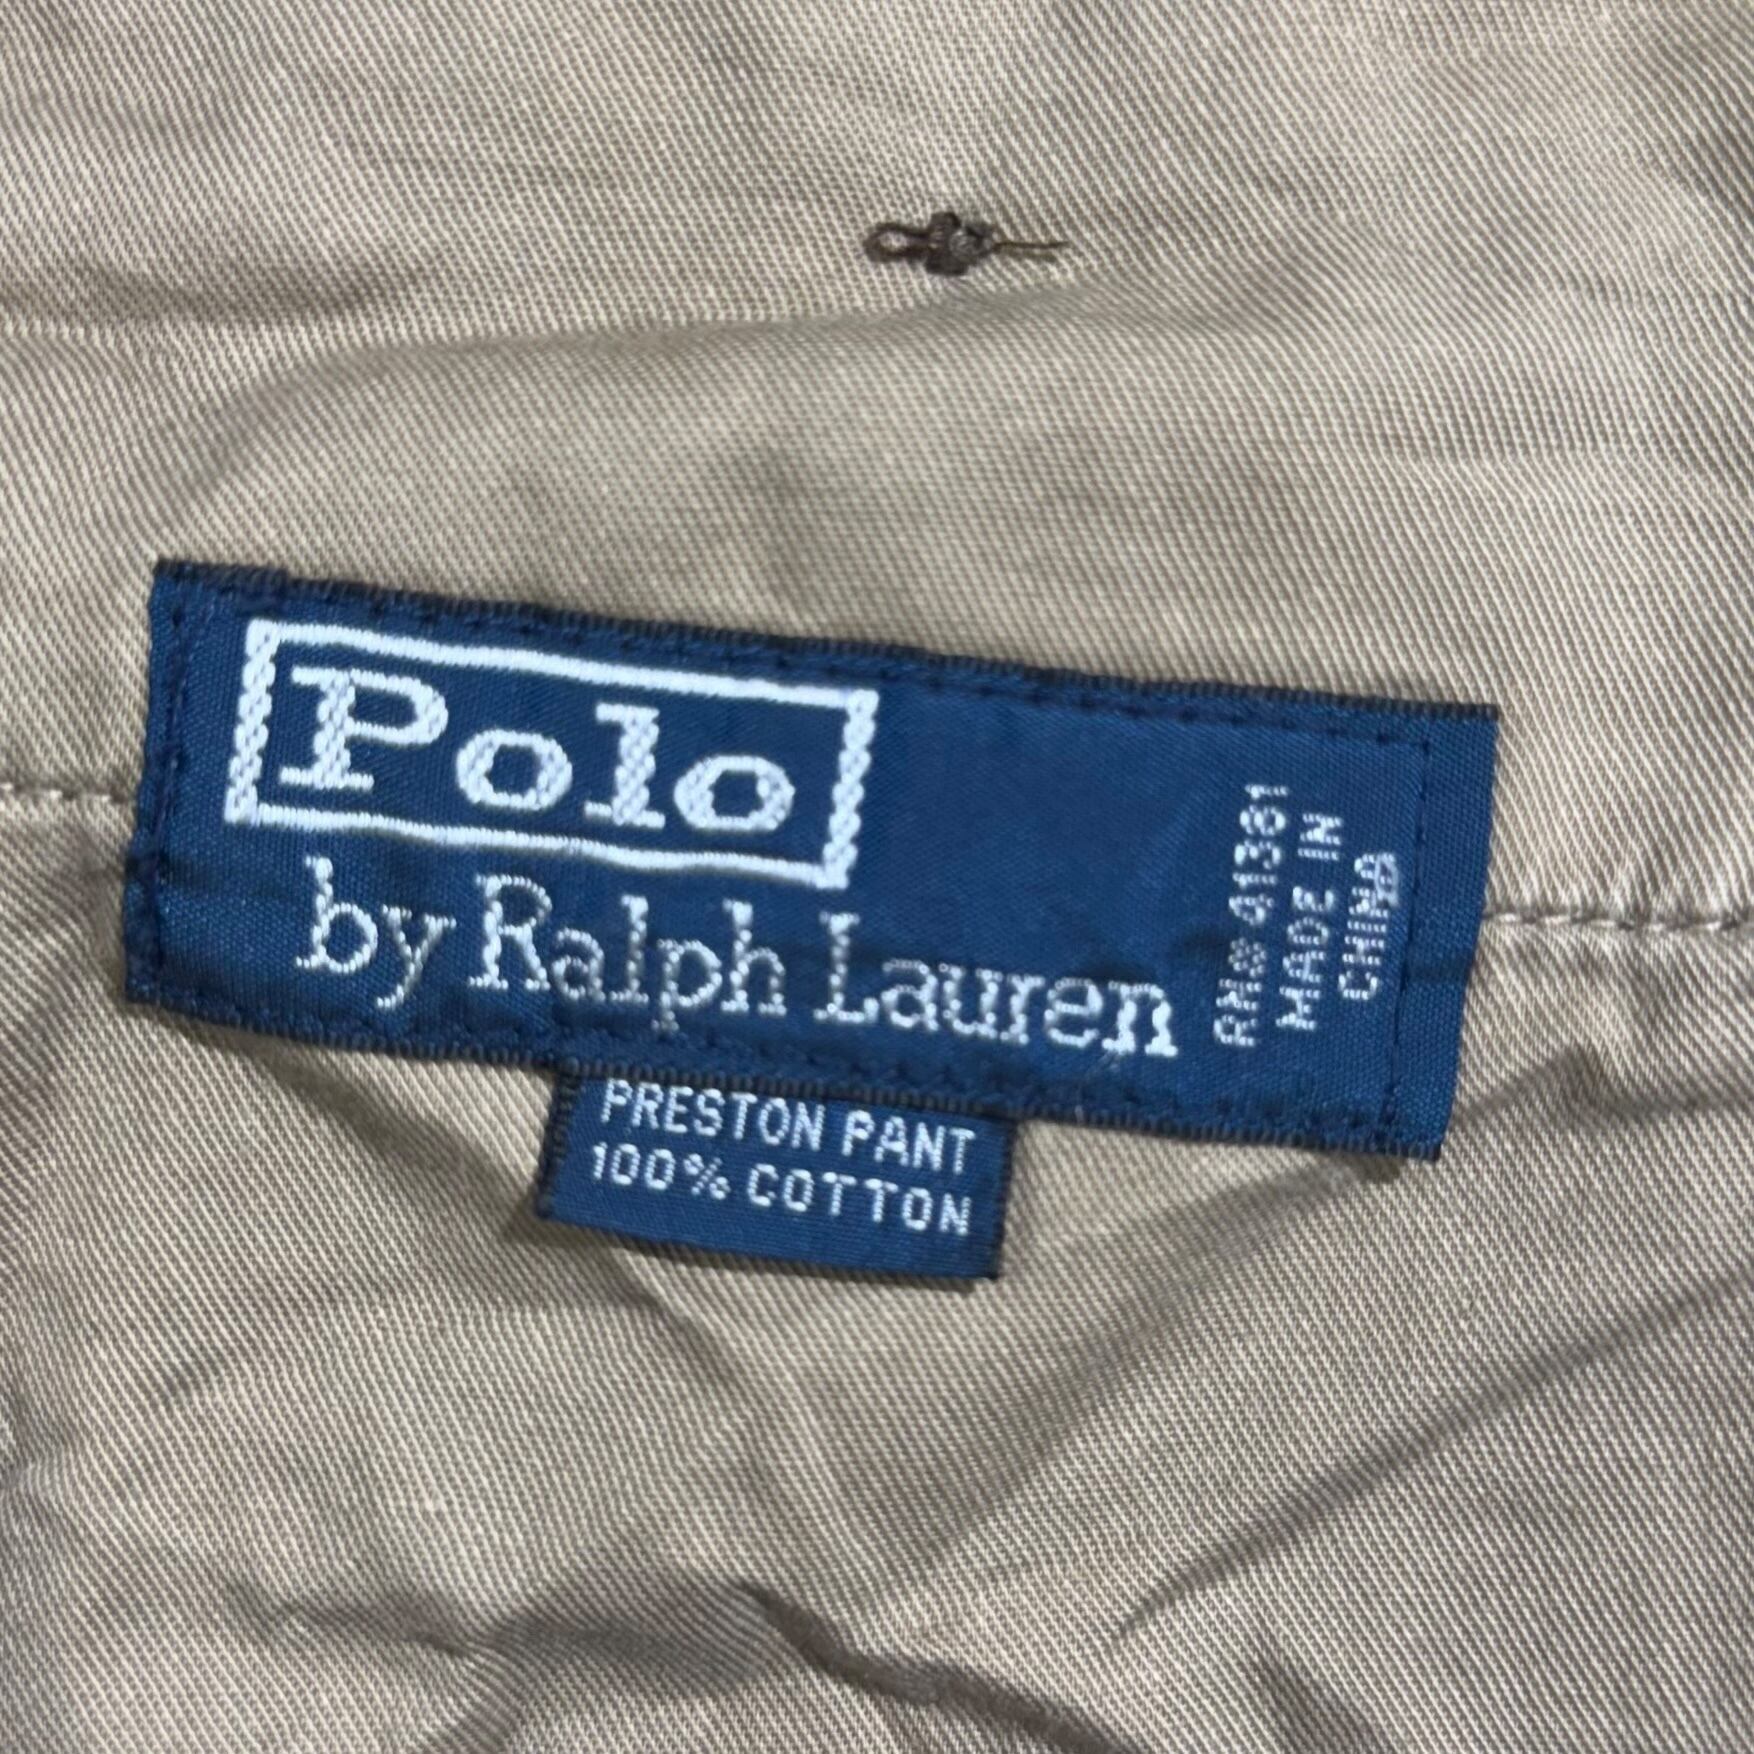 Polo
by Ralph Lauren
RN# 41381
MADE IN
CHINA
PRESTON PANT
100% COTTON